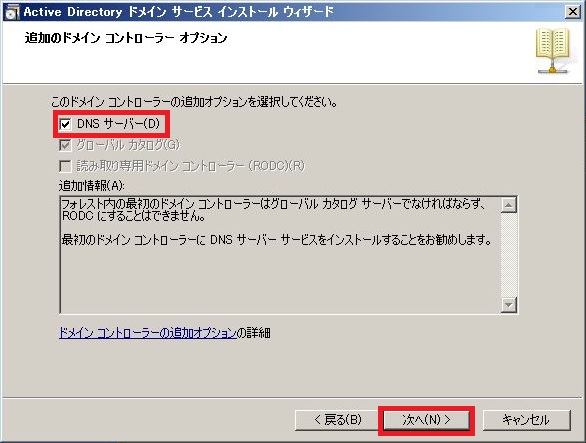 Active Directory ドメイン サービス インストール ウィザード
追加のドメイン コントローラー オプション
このドメイン コントローラーの追加オプションを選択してください。
DNS サーバー(D)
グローバル カタログ(G)
読み取り専用ドメイン コントローラー (RODC)(R)
追加情報(A):
フォレスト内の最初のドメイン コントローラーはグローバル カタログ サーバーでなければならず、
RODC にすることはできません。
最初のドメイン コントローラーに DNS サーバー サービスをインストールすることをお勧めします。
ドメイン コントローラーの追加オプションの詳細
< 戻る(B) 次へ(N) > キャンセル